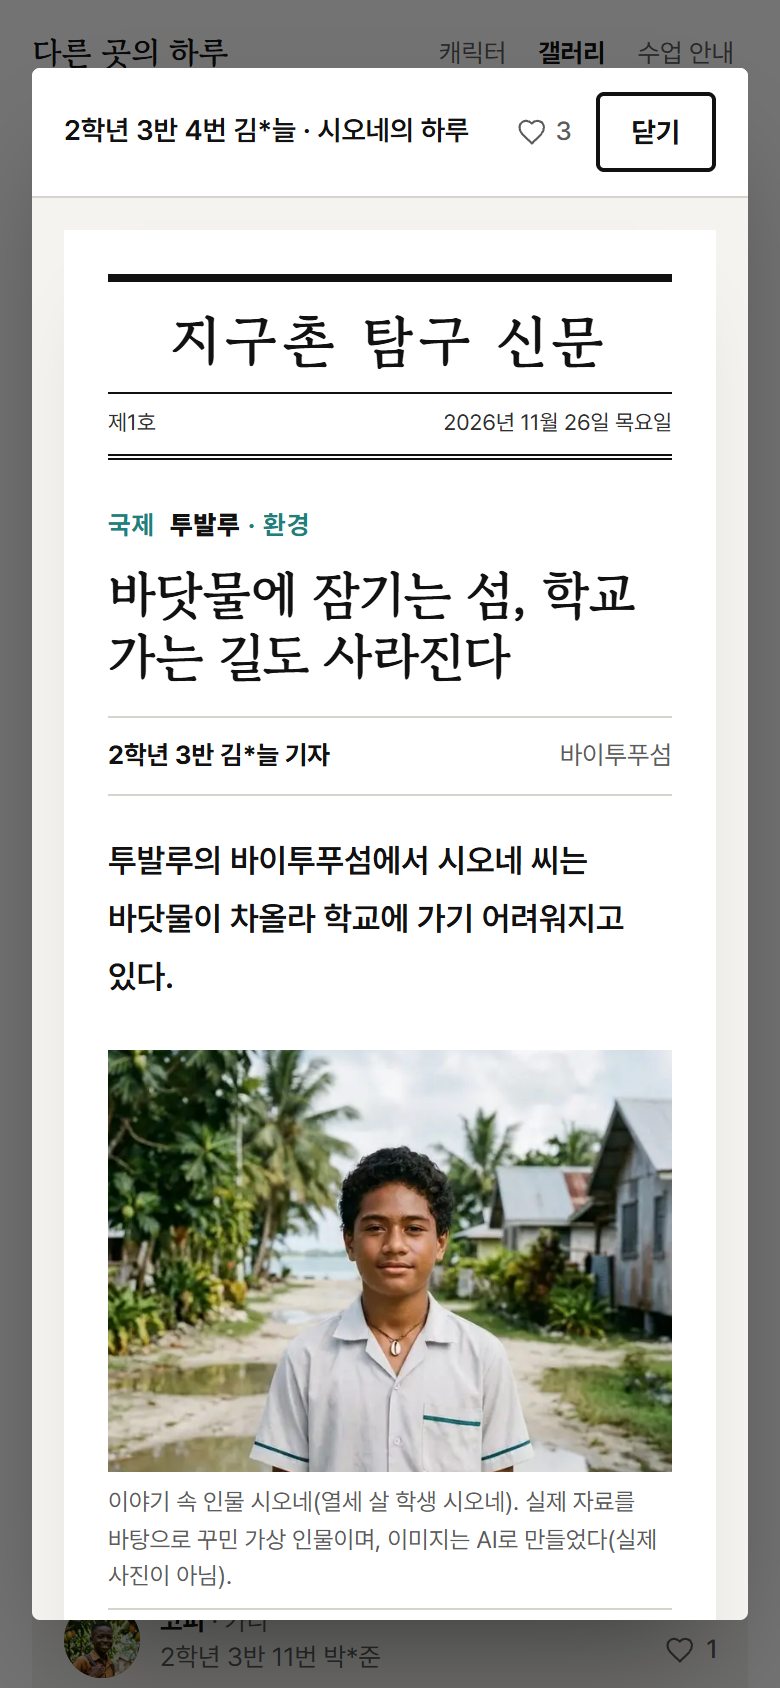 다른 곳의 하루
캐릭터 갤러리 수업 안내
2학년 3반 4번 김*늘 · 시오네의 하루 3 닫기
지구촌 탐구 신문
제1호 2026년 11월 26일 목요일
국제 투발루 · 환경
바닷물에 잠기는 섬, 학교
가는 길도 사라진다
2학년 3반 김*늘 기자 바이투푸섬
투발루의 바이투푸섬에서 시오네 씨는
바닷물이 차올라 학교에 가기 어려워지고
있다.
이야기 속 인물 시오네(열세 살 학생 시오네). 실제 자료를
바탕으로 꾸민 가상 인물이며, 이미지는 AI로 만들었다(실제
사진이 아님).
2학년 3반 11번 박*준 1